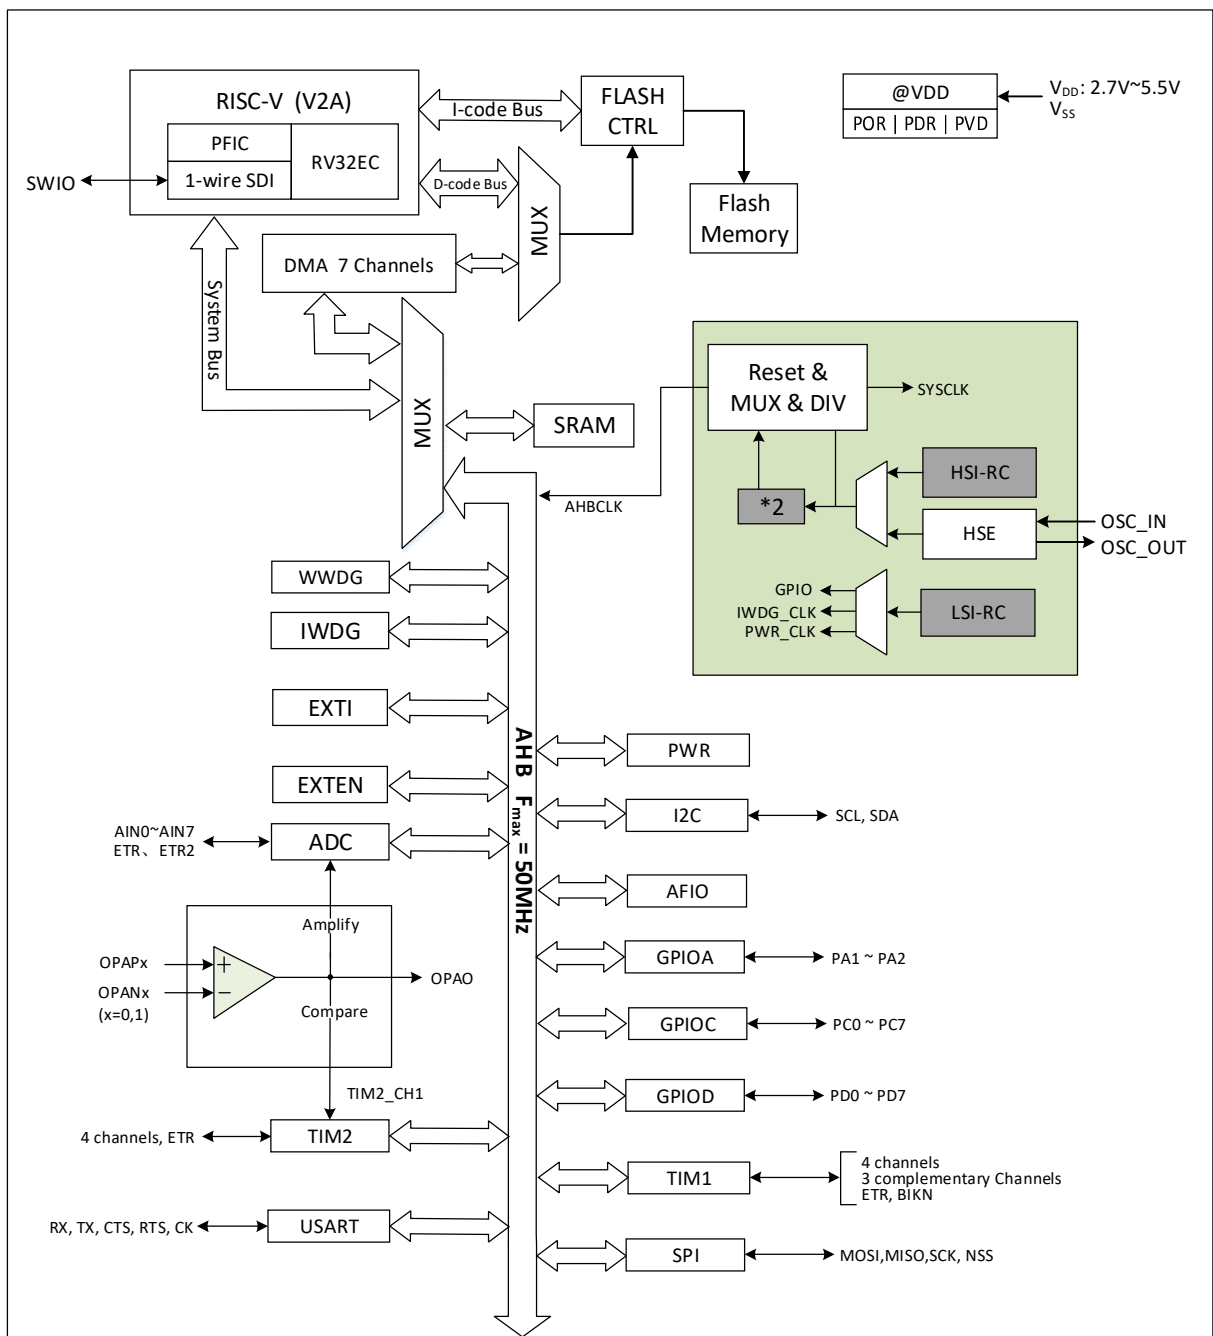 RISC-V (V2A)
PFIC
1-wire SDI
RV32EC
SWIO
I-code Bus
D-code Bus
FLASH
CTRL
Flash
Memory
MUX
@VDD
POR | PDR | PVD
VDD: 2.7V~5.5V
VSS
DMA 7 Channels
System Bus
MUX
SRAM
Reset &
MUX & DIV
SYSCLK
AHBCLK
*2
HSI-RC
HSE
OSC_IN
OSC_OUT
GPIO
IWDG_CLK
PWR_CLK
LSI-RC
WWDG
IWDG
EXTI
EXTEN
AIN0~AIN7
ETR、ETR2
ADC
AHB Fmax = 50MHz
Amplify
OPAPx
OPANx
(x=0,1)
+
−
OPAO
Compare
TIM2_CH1
4 channels, ETR
TIM2
RX, TX, CTS, RTS, CK
USART
PWR
I2C
SCL, SDA
AFIO
GPIOA
PA1 ~ PA2
GPIOC
PC0 ~ PC7
GPIOD
PD0 ~ PD7
TIM1
4 channels
3 complementary Channels
ETR, BIKN
SPI
MOSI,MISO,SCK, NSS